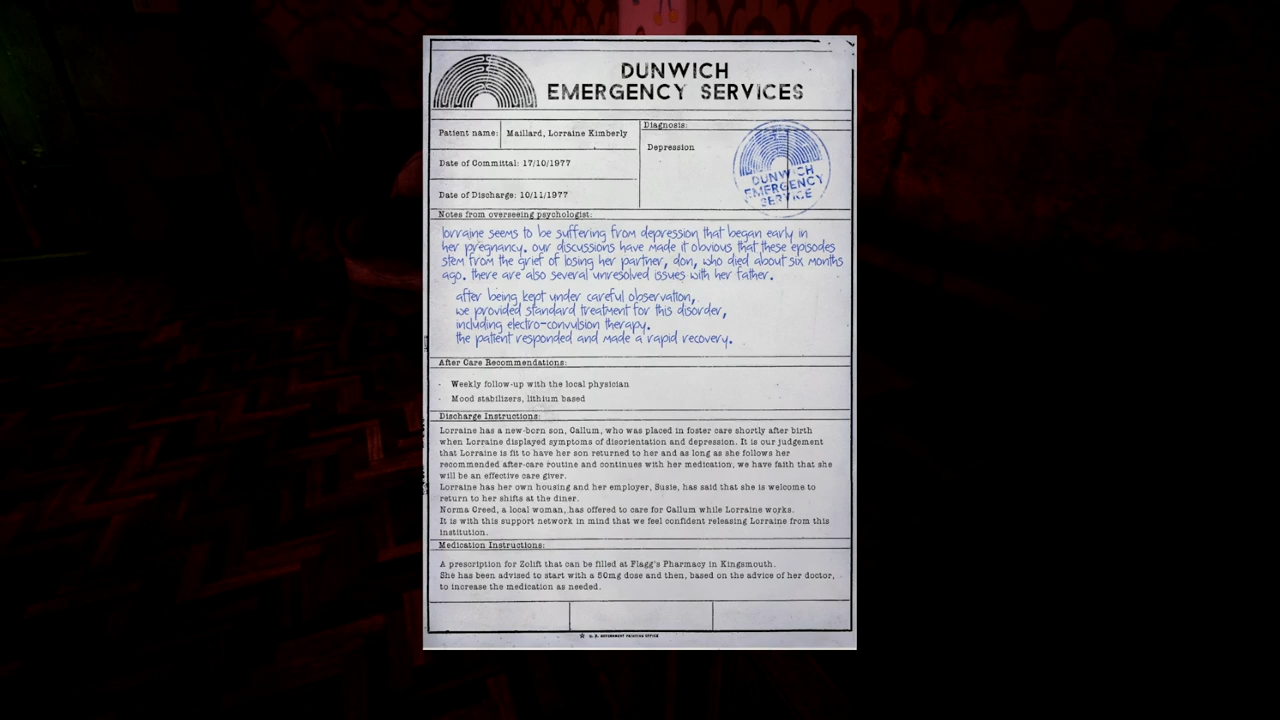 DUNWICH
EMERGENCY SERVICES
Patient name:
Maillard, Lorraine Kimberly
Date of Committal: 17/10/1977
Date of Discharge: 10/11/1977
Diagnosis:
Depression
DUNWICH
EMERGENCY
SERVICE
Notes from overseeing psychologist:
lorraine seems to be suffering from depression that began early in
her pregnancy. our discussions have made it obvious that these episodes
stem from the grief of losing her partner, don, who died about six months
ago. there are also several unresolved issues with her father.
after being kept under careful observation,
we provided standard treatment for this disorder,
including electro-convulsion therapy.
the patient responded and made a rapid recovery.
After Care Recommendations:
- Weekly follow-up with the local physician
- Mood stabilizers, lithium based
Discharge Instructions:
Lorraine has a new-born son, Callum, who was placed in foster care shortly after birth
when Lorraine displayed symptoms of disorientation and depression. It is our judgement
that Lorraine is fit to have her son returned to her and as long as she follows her
recommended after-care routine and continues with her medication, we have faith that she
will be an effective care giver.
Lorraine has her own housing and her employer, Susie, has said that she is welcome to
return to her shifts at the diner.
Norma Creed, a local woman, has offered to care for Callum while Lorraine works.
It is with this support network in mind that we feel confident releasing Lorraine from this
institution.
Medication Instructions:
A prescription for Zolift that can be filled at Flagg's Pharmacy in Kingsmouth.
She has been advised to start with a 50mg dose and then, based on the advice of her doctor,
to increase the medication as needed.
☆ U. S. GOVERNMENT PRINTING OFFICE